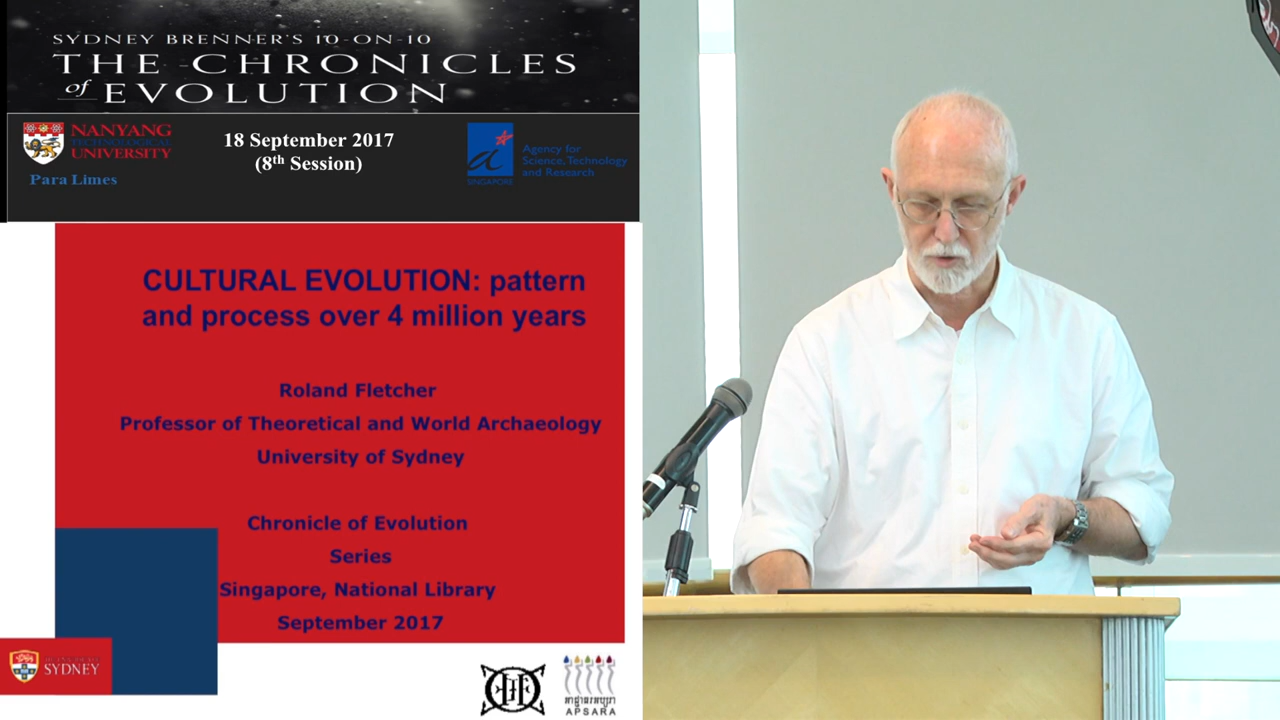 SYDNEY BRENNER'S 10-ON-10
THE CHRONICLES
of EVOLUTION
NANYANG
TECHNOLOGICAL
UNIVERSITY
Para Limes
18 September 2017
(8th Session)
SINGAPORE
Agency for
Science, Technology
and Research
CULTURAL EVOLUTION: pattern
and process over 4 million years
Roland Fletcher
Professor of Theoretical and World Archaeology
University of Sydney
Chronicle of Evolution
Series
Singapore, National Library
September 2017
SYDNEY
APSARA